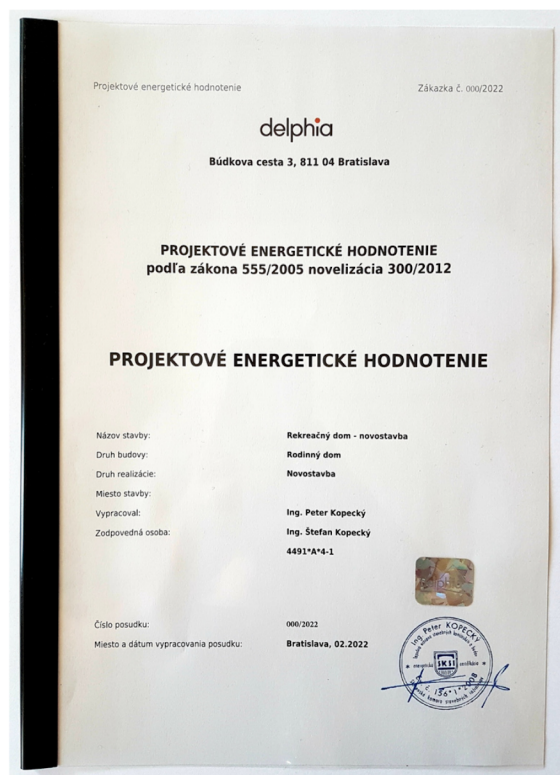 Projektové energetické hodnotenie
Zákazka č. 000/2022
delphia
Búdkova cesta 3, 811 04 Bratislava
PROJEKTOVÉ ENERGETICKÉ HODNOTENIE
podľa zákona 555/2005 novelizácia 300/2012
PROJEKTOVÉ ENERGETICKÉ HODNOTENIE
Názov stavby: Rekreačný dom - novostavba
Druh budovy: Rodinný dom
Druh realizácie: Novostavba
Miesto stavby:
Vypracoval: Ing. Peter Kopecký
Zodpovedná osoba: Ing. Štefan Kopecký
4491*A*4-1
Číslo posudku: 000/2022
Miesto a dátum vypracovania posudku: Bratislava, 02.2022
Ing. Peter KOPECKÝ
SKSI